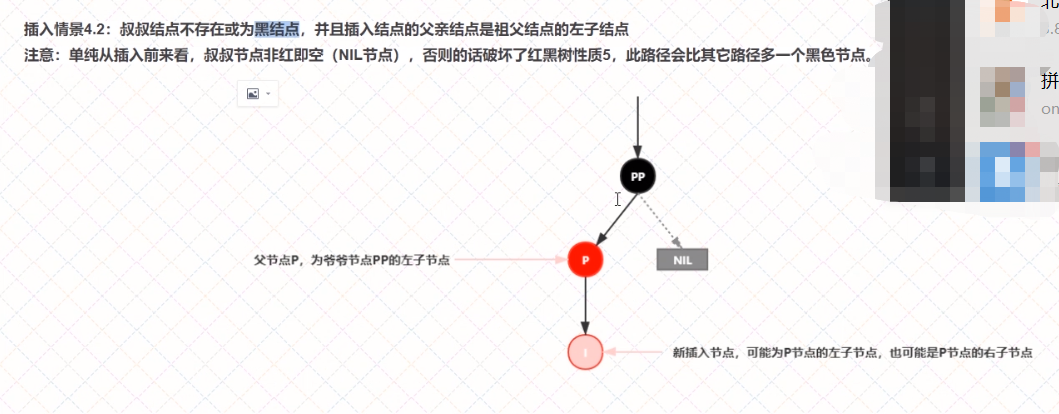 插入情景4.2：叔叔结点不存在或为黑结点，并且插入结点的父亲结点是祖父结点的左子结点
注意：单纯从插入前来看，叔叔节点非红即空（NIL节点），否则的话破坏了红黑树性质5，此路径会比其它路径多一个黑色节点。
拼
on
PP
父节点P，为爷爷节点PP的左子节点
P
NIL
I
新插入节点，可能为P节点的左子节点，也可能是P节点的右子节点